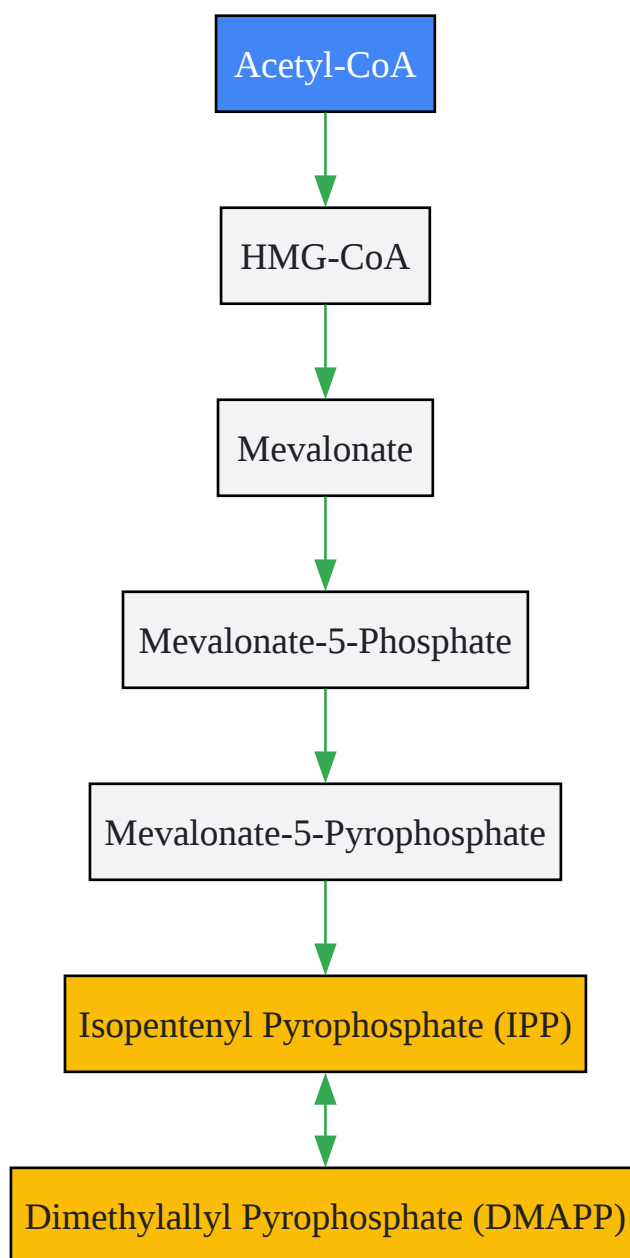 Acetyl-CoA
HMG-CoA
Mevalonate
Mevalonate-5-Phosphate
Mevalonate-5-Pyrophosphate
Isopentenyl Pyrophosphate (IPP)
Dimethylallyl Pyrophosphate (DMAPP)